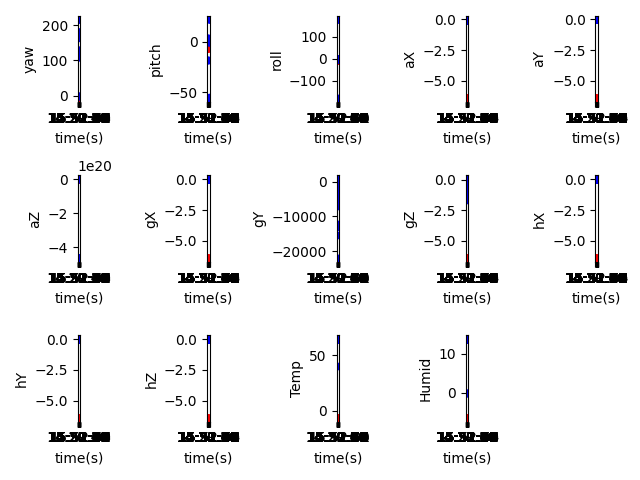 200
100
0
yaw
time(s)
0
−50
pitch
time(s)
100
0
−100
roll
time(s)
0.0
−2.5
−5.0
aX
time(s)
0.0
−2.5
−5.0
aY
time(s)
1e20
0
−2
−4
aZ
time(s)
0.0
−2.5
−5.0
gX
time(s)
0
−10000
−20000
gY
time(s)
0.0
−2.5
−5.0
gZ
time(s)
0.0
−2.5
−5.0
hX
time(s)
0.0
−2.5
−5.0
hY
time(s)
0.0
−2.5
−5.0
hZ
time(s)
50
0
Temp
time(s)
10
0
Humid
time(s)